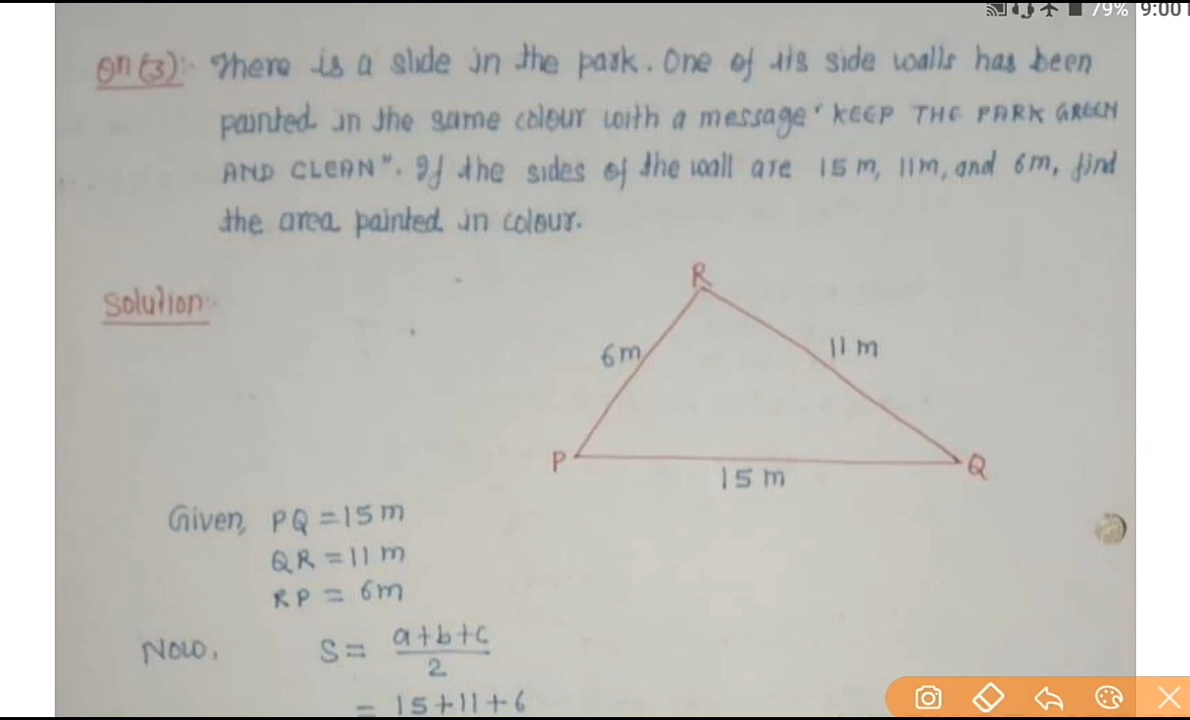 79% 9:00
Qn(3):- There is a slide in the park. One of its side walls has been
painted in the same colour with a message "KEEP THE PARK GREEN
AND CLEAN". If the sides of the wall are 15 m, 11m, and 6m, find
the area painted in colour.
Solution:-
R
6m
11 m
P
Q
15 m
Given, PQ = 15 m
QR = 11 m
RP = 6m
Now, S = a+b+c
2
= 15+11+6